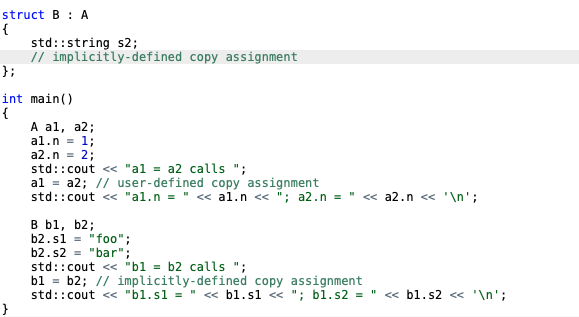 struct B : A
{
    std::string s2;
    // implicitly-defined copy assignment
};

int main()
{
    A a1, a2;
    a1.n = 1;
    a2.n = 2;
    std::cout << "a1 = a2 calls ";
    a1 = a2; // user-defined copy assignment
    std::cout << "a1.n = " << a1.n << "; a2.n = " << a2.n << '\n';

    B b1, b2;
    b2.s1 = "foo";
    b2.s2 = "bar";
    std::cout << "b1 = b2 calls ";
    b1 = b2; // implicitly-defined copy assignment
    std::cout << "b1.s1 = " << b1.s1 << "; b1.s2 = " << b1.s2 << '\n';
}